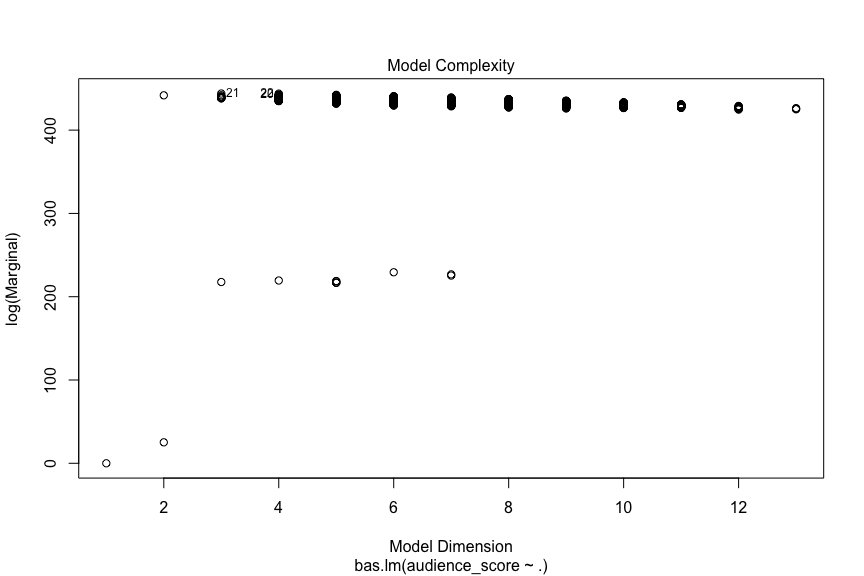 Model Complexity
log(Marginal)
400
300
200
100
0
21
2 4 6 8 10 12
Model Dimension
bas.lm(audience_score ~ .)